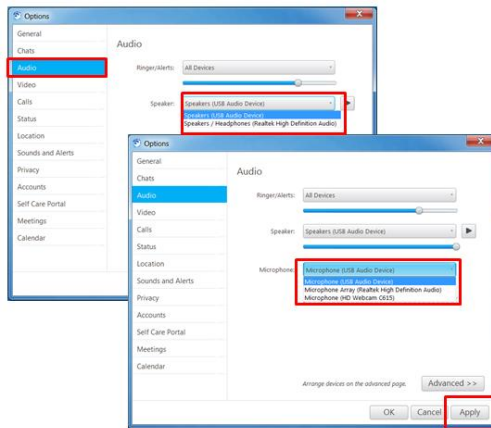 Options
General
Chats
Audio
Video
Calls
Status
Location
Sounds and Alerts
Privacy
Accounts
Self Care Portal
Meetings
Calendar
Audio
Ringer/Alerts: All Devices
Speaker: Speakers (USB Audio Device)
Speakers (USB Audio Device)
Speakers / Headphones (Realtek High Definition Audio)
Options
General
Chats
Audio
Video
Calls
Status
Location
Sounds and Alerts
Privacy
Accounts
Self Care Portal
Meetings
Calendar
Audio
Ringer/Alerts: All Devices
Speaker: Speakers (USB Audio Device)
Microphone: Microphone (USB Audio Device)
Microphone (USB Audio Device)
Microphone Array (Realtek High Definition Audio)
Microphone (HD Webcam C615)
Arrange devices on the advanced page.
Advanced >>
OK Cancel Apply